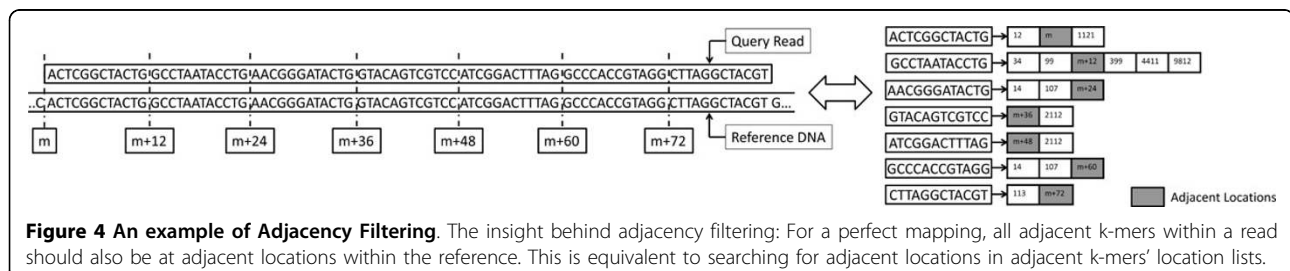 Query Read
ACTCGGCTACTG GCCTAATACCTG AACGGGATACTG GTACAGTCGTCC ATCGGACTTTAG GCCCACCGTAGG CTTAGGCTACGT
..C ACTCGGCTACTG GCCTAATACCTG AACGGGATACTG GTACAGTCGTCC ATCGGACTTTAG GCCCACCGTAGG CTTAGGCTACGT G...
m m+12 m+24 m+36 m+48 m+60 m+72
Reference DNA
ACTCGGCTACTG 12 m 1121
GCCTAATACCTG 34 99 m+12 399 4411 9812
AACGGGATACTG 14 107 m+24
GTACAGTCGTCC m+36 2112
ATCGGACTTTAG m+48 2112
GCCCACCGTAGG 14 107 m+60
CTTAGGCTACGT 113 m+72
Adjacent Locations
Figure 4 An example of Adjacency Filtering. The insight behind adjacency filtering: For a perfect mapping, all adjacent k-mers within a read
should also be at adjacent locations within the reference. This is equivalent to searching for adjacent locations in adjacent k-mers' location lists.